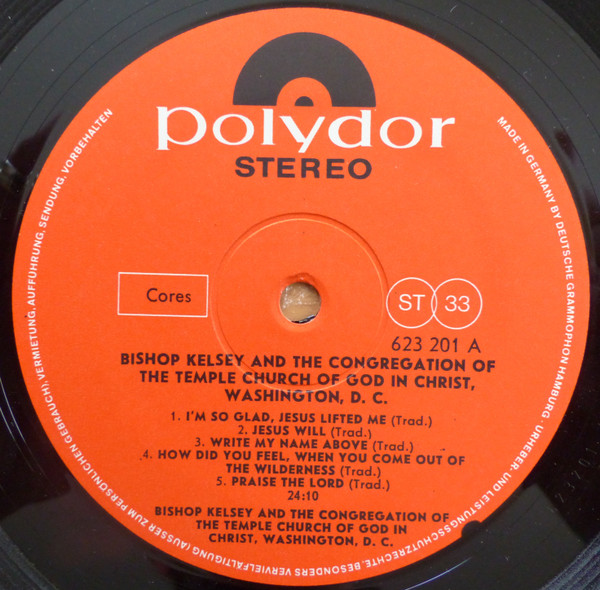 polydor
STEREO
Cores
ST 33
623 201 A
BISHOP KELSEY AND THE CONGREGATION OF
THE TEMPLE CHURCH OF GOD IN CHRIST,
WASHINGTON, D. C.
1. I'M SO GLAD, JESUS LIFTED ME (Trad.)
2. JESUS WILL (Trad.)
3. WRITE MY NAME ABOVE (Trad.)
4. HOW DID YOU FEEL, WHEN YOU COME OUT OF
THE WILDERNESS (Trad.)
5. PRAISE THE LORD (Trad.)
24:10
BISHOP KELSEY AND THE CONGREGATION OF
THE TEMPLE CHURCH OF GOD IN
CHRIST, WASHINGTON, D. C.
MADE IN GERMANY BY DEUTSCHE GRAMMOPHON HAMBURG · URHEBER- UND LEISTUNGSSCHUTZRECHTE, BESONDERS VERVIELFÄLTIGUNG (AUSSER ZUM PERSÖNLICHEN GEBRAUCH), VERMIETUNG, AUFFÜHRUNG, SENDUNG, VORBEHALTEN